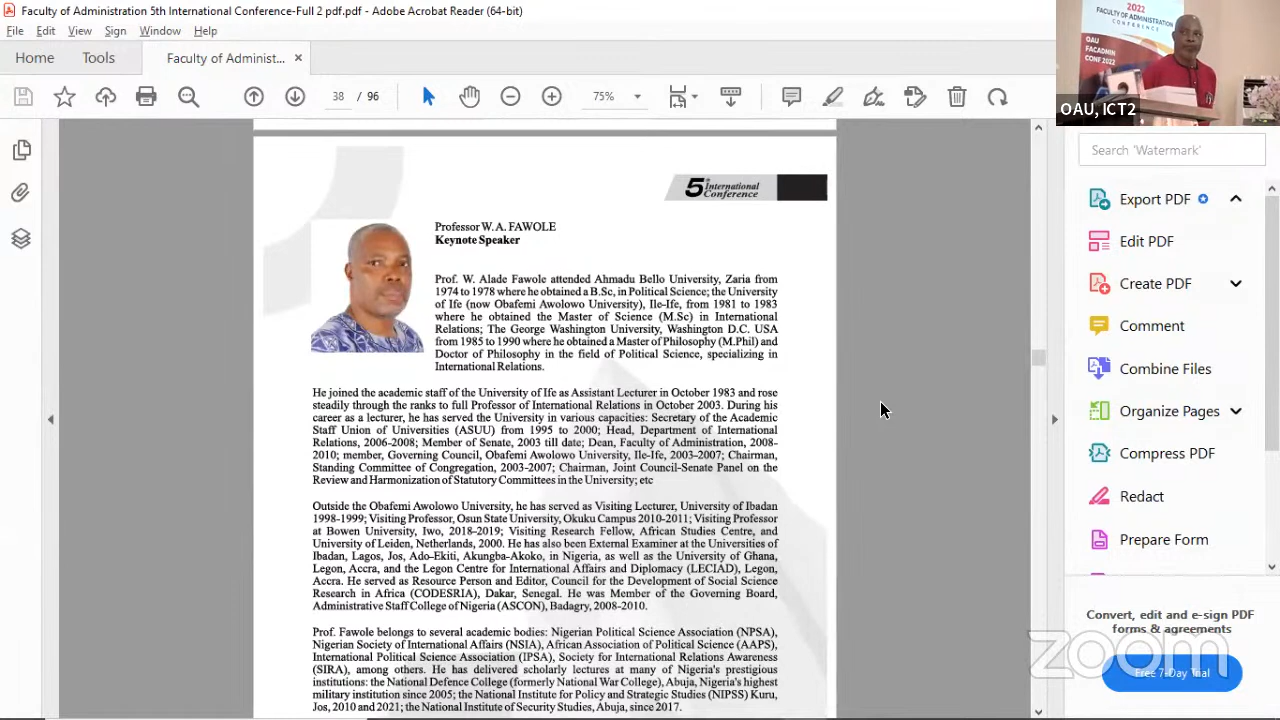 Faculty of Administration 5th International Conference-Full 2 pdf.pdf - Adobe Acrobat Reader (64-bit)
File Edit View Sign Window Help
Home Tools Faculty of Administ... ×
38 / 96 75%
2022
FACULTY OF ADMINISTRATION
CONFERENCE
OAU
FACADMIN
CONF 2022
OAU, ICT2
5th International
Conference
Professor W. A. FAWOLE
Keynote Speaker
Prof. W. Alade Fawole attended Ahmadu Bello University, Zaria from
1974 to 1978 where he obtained a B.Sc, in Political Science; the University
of Ife (now Obafemi Awolowo University), Ile-Ife, from 1981 to 1983
where he obtained the Master of Science (M.Sc) in International
Relations; The George Washington University, Washington D.C. USA
from 1985 to 1990 where he obtained a Master of Philosophy (M.Phil) and
Doctor of Philosophy in the field of Political Science, specializing in
International Relations.
He joined the academic staff of the University of Ife as Assistant Lecturer in October 1983 and rose
steadily through the ranks to full Professor of International Relations in October 2003. During his
career as a lecturer, he has served the University in various capacities: Secretary of the Academic
Staff Union of Universities (ASUU) from 1995 to 2000; Head, Department of International
Relations, 2006-2008; Member of Senate, 2003 till date; Dean, Faculty of Administration, 2008-
2010; member, Governing Council, Obafemi Awolowo University, Ile-Ife, 2003-2007; Chairman,
Standing Committee of Congregation, 2003-2007; Chairman, Joint Council-Senate Panel on the
Review and Harmonization of Statutory Committees in the University; etc
Outside the Obafemi Awolowo University, he has served as Visiting Lecturer, University of Ibadan
1998-1999; Visiting Professor, Osun State University, Okuku Campus 2010-2011; Visiting Professor
at Bowen University, Iwo, 2018-2019; Visiting Research Fellow, African Studies Centre, and
University of Leiden, Netherlands, 2000. He has also been External Examiner at the Universities of
Ibadan, Lagos, Jos, Ado-Ekiti, Akungba-Akoko, in Nigeria, as well as the University of Ghana,
Legon, Accra, and the Legon Centre for International Affairs and Diplomacy (LECIAD), Legon,
Accra. He served as Resource Person and Editor, Council for the Development of Social Science
Research in Africa (CODESRIA), Dakar, Senegal. He was Member of the Governing Board,
Administrative Staff College of Nigeria (ASCON), Badagry, 2008-2010.
Prof. Fawole belongs to several academic bodies: Nigerian Political Science Association (NPSA),
Nigerian Society of International Affairs (NSIA), African Association of Political Science (AAPS),
International Political Science Association (IPSA), Society for International Relations Awareness
(SIRA), among others. He has delivered scholarly lectures at many of Nigeria's prestigious
institutions: the National Defence College (formerly National War College), Abuja, Nigeria's highest
military institution since 2005; the National Institute for Policy and Strategic Studies (NIPSS) Kuru,
Jos, 2010 and 2021; the National Institute of Security Studies, Abuja, since 2017.
Search 'Watermark'
Export PDF
Edit PDF
Create PDF
Comment
Combine Files
Organize Pages
Compress PDF
Redact
Prepare Form
Convert, edit and e-sign PDF
forms & agreements
Free 7-Day Trial
zoom